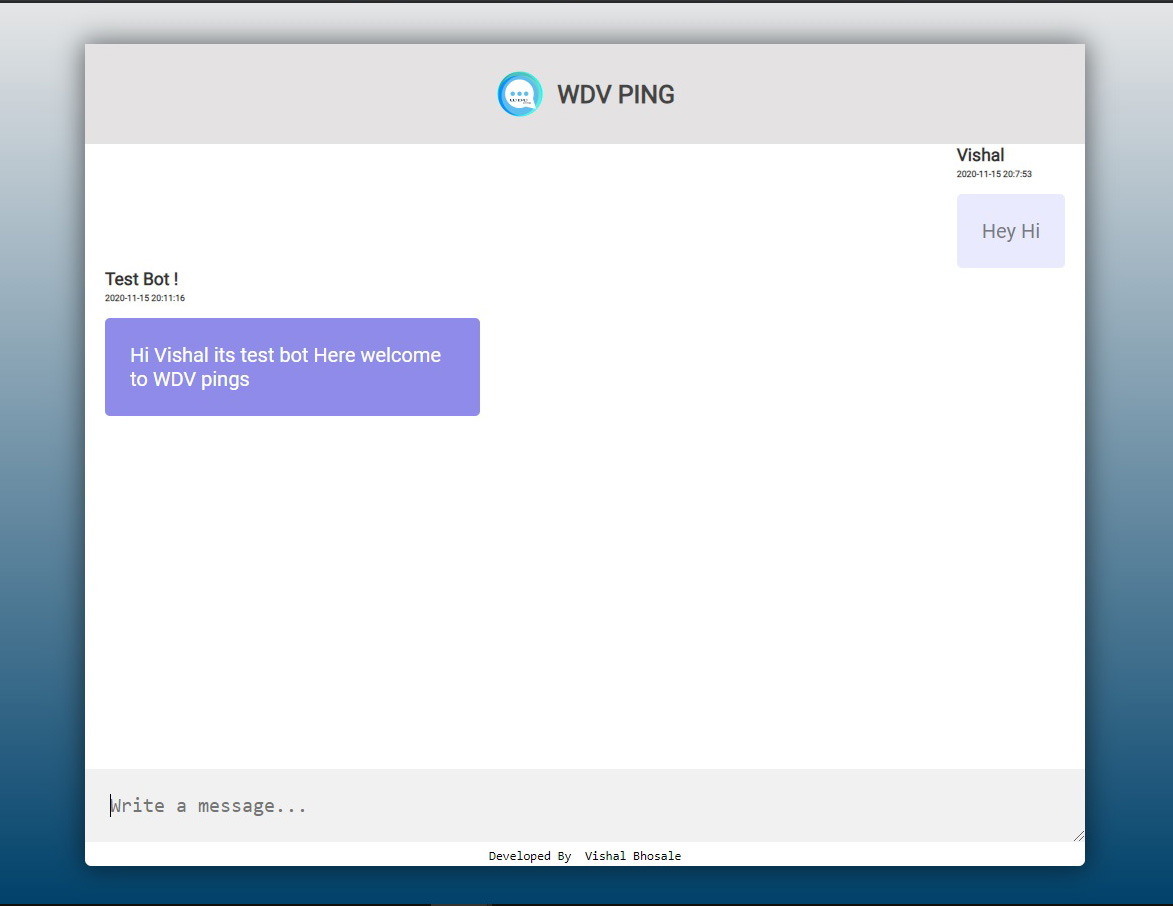 WDV PING
Vishal
2020-11-15 20:7:53
Hey Hi
Test Bot !
2020-11-15 20:11:16
Hi Vishal its test bot Here welcome
to WDV pings
Write a message...
Developed By Vishal Bhosale